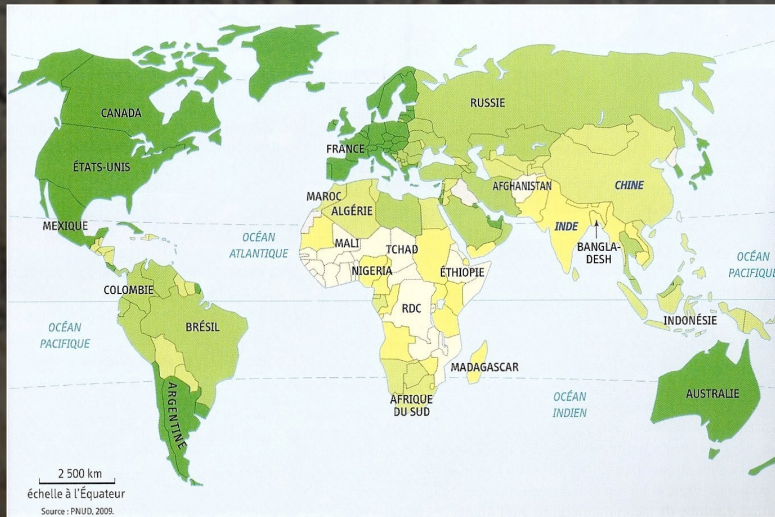 CANADA
RUSSIE
ÉTATS-UNIS
FRANCE
MEXIQUE
MAROC
ALGÉRIE
AFGHANISTAN
CHINE
INDE
BANGLA-
DESH
OCÉAN
ATLANTIQUE
MALI
TCHAD
NIGERIA
ÉTHIOPIE
OCÉAN
PACIFIQUE
COLOMBIE
RDC
BRÉSIL
INDONÉSIE
OCÉAN
PACIFIQUE
MADAGASCAR
ARGENTINE
AFRIQUE
DU SUD
OCÉAN
INDIEN
AUSTRALIE
2 500 km
échelle à l'Équateur
Source : PNUD, 2009.